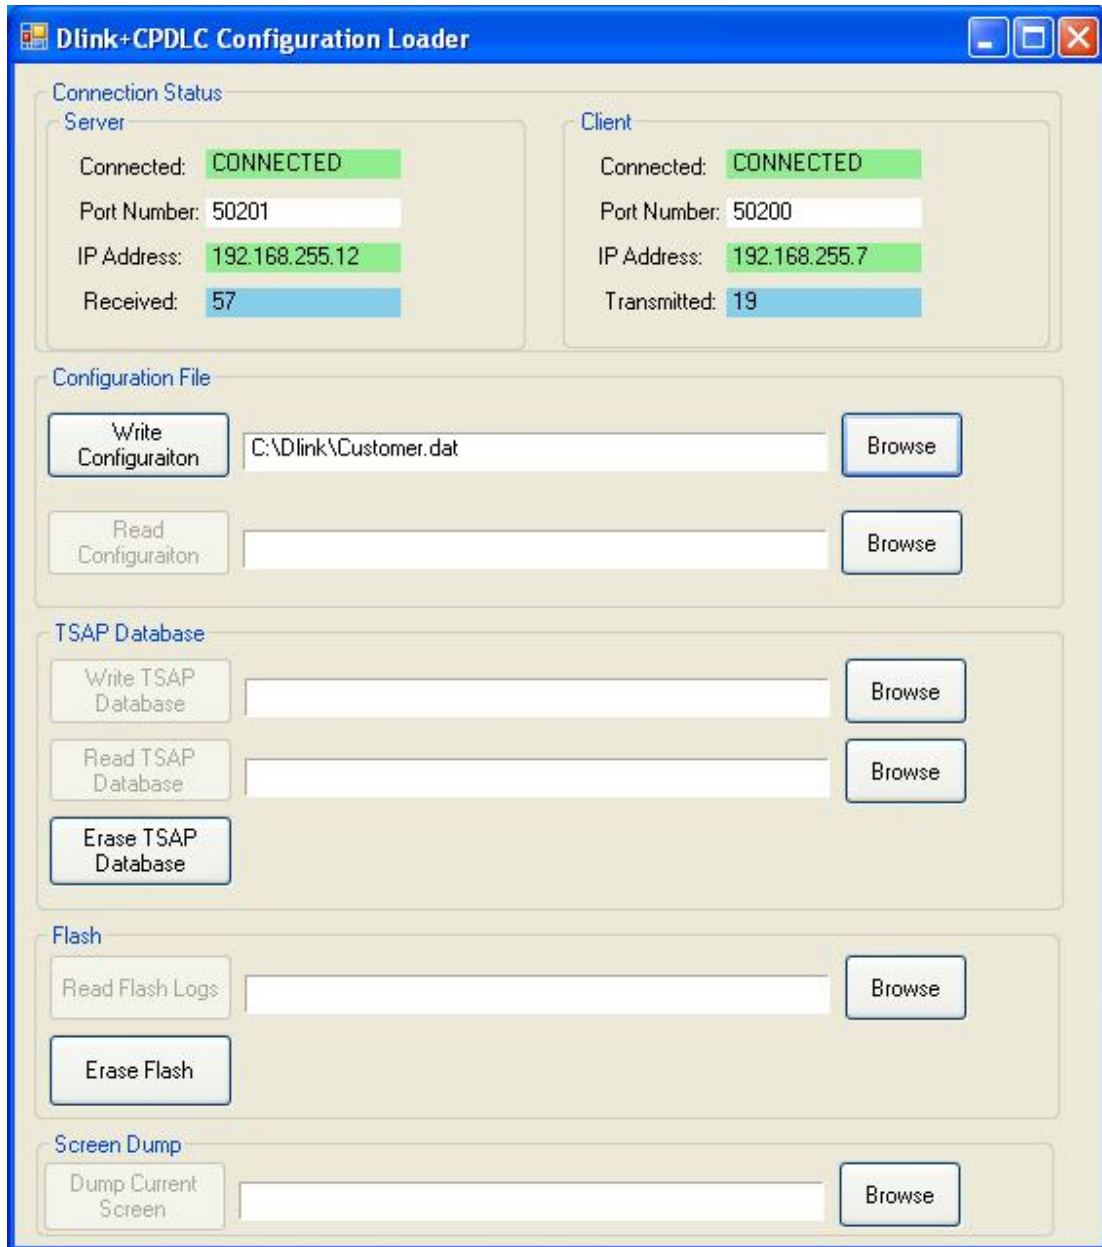 Dlink+CPDLC Configuration Loader
Connection Status
Server
Connected: CONNECTED
Port Number: 50201
IP Address: 192.168.255.12
Received: 57
Client
Connected: CONNECTED
Port Number: 50200
IP Address: 192.168.255.7
Transmitted: 19
Configuration File
Write
Configuraiton
C:\Dlink\Customer.dat
Browse
Read
Configuraiton
Browse
TSAP Database
Write TSAP
Database
Browse
Read TSAP
Database
Browse
Erase TSAP
Database
Flash
Read Flash Logs
Browse
Erase Flash
Screen Dump
Dump Current
Screen
Browse